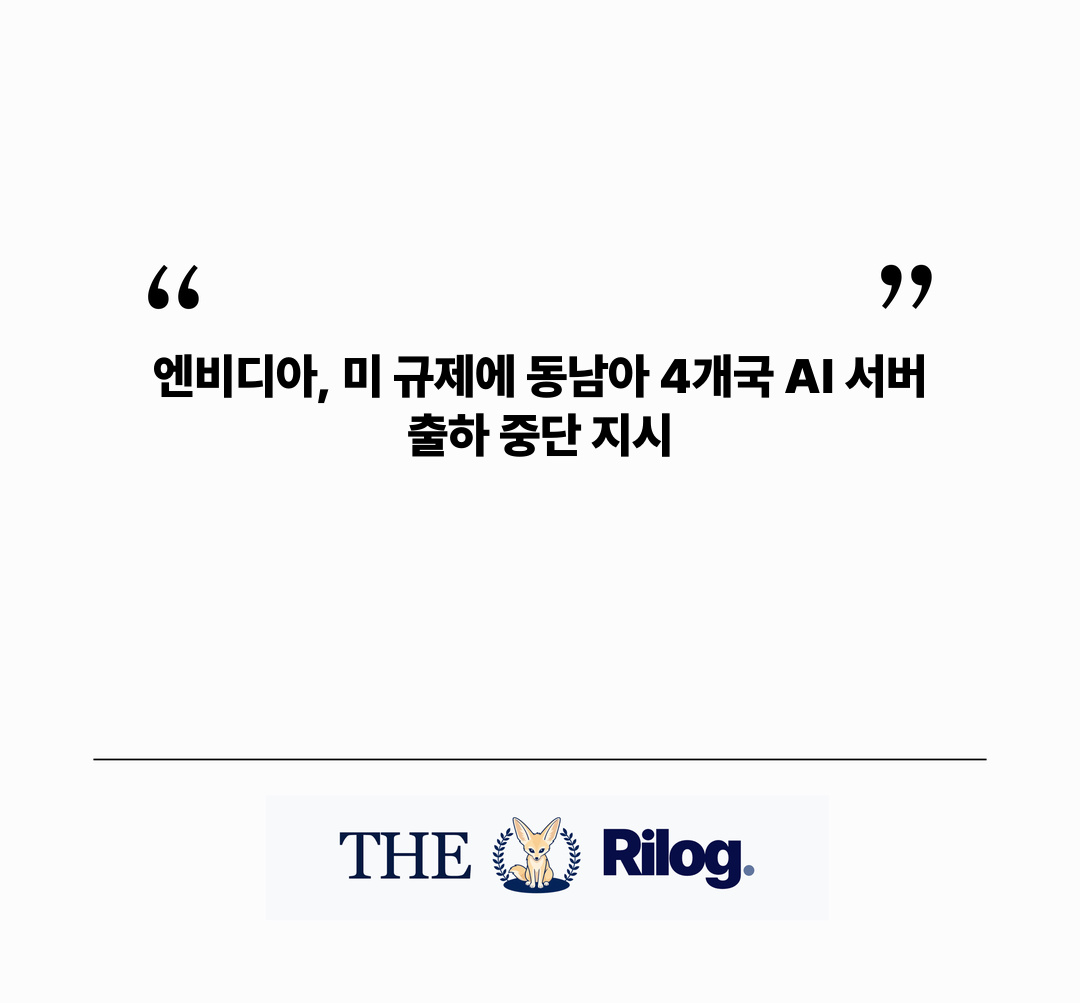 “ ”
엔비디아, 미 규제에 동남아 4개국 AI 서버
출하 중단 지시
THE Rilog.